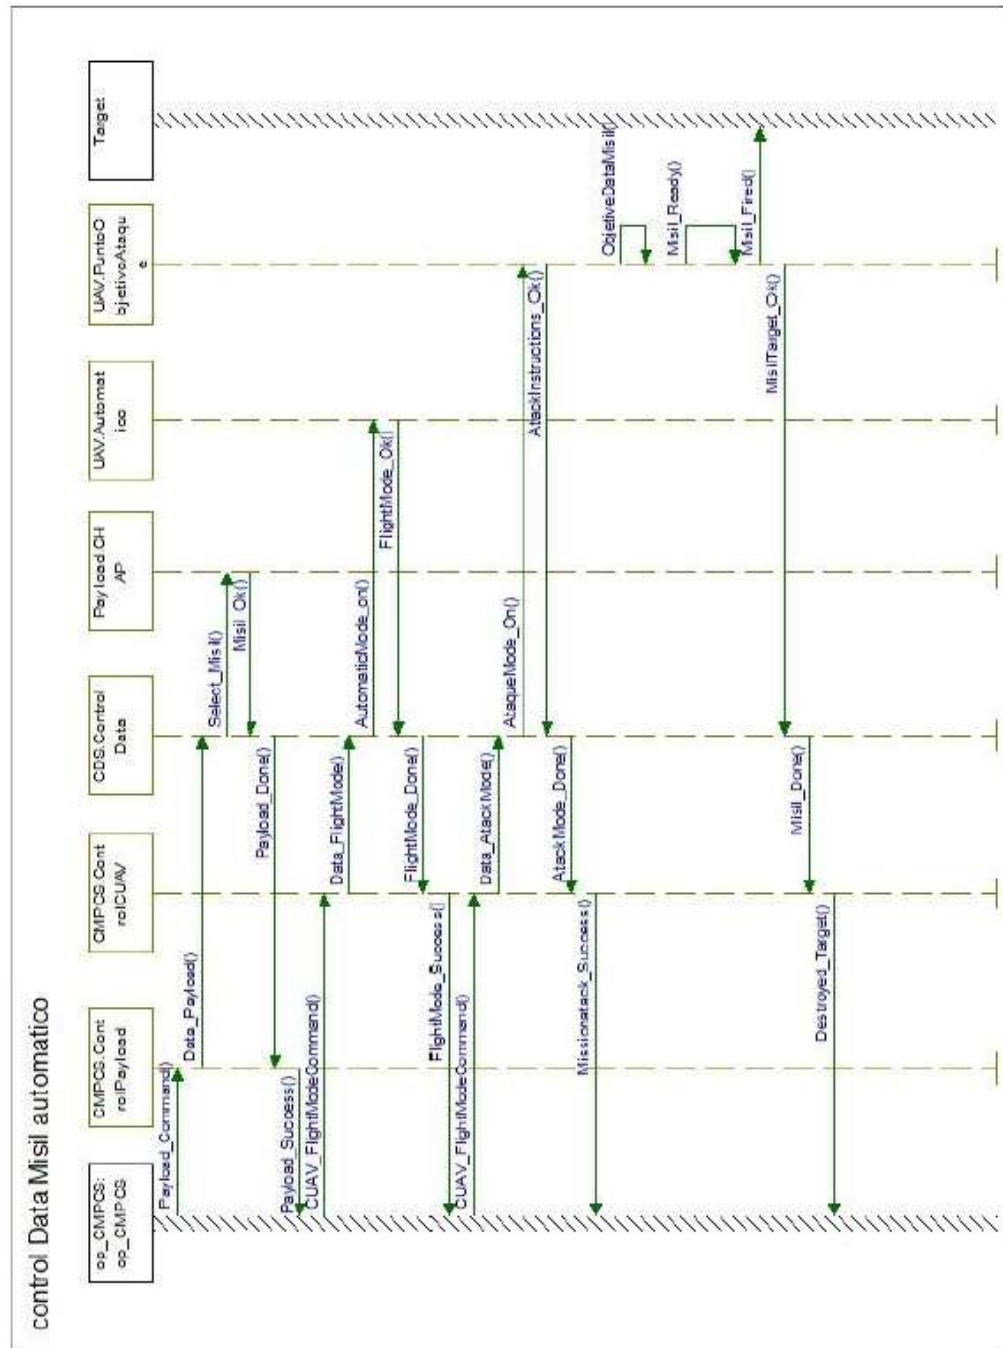 control Data Misil automatico
op_CMPCS:
op_CMPCS
CMPCS.Cont
rolPayload
CMPCS.Cont
rolCUAV
CDS.Control
Data
Payload.CH
AP
UAV.Automat
ico
UAV.PuntoO
bjetivoAtaqu
e
Target
Payload_Command()
Data_Payload()
Select_Misil()
Misil_Ok()
Payload_Done()
Payload_Success()
CUAV_FlightModeCommand()
Data_FlightMode()
AutomaticMode_on()
FlightMode_Ok()
FlightMode_Done()
FlightMode_Success()
CUAV_FlightModeCommand()
Data_AtackMode()
AtaqueMode_On()
AtackInstructions_Ok()
AtackMode_Done()
Missionatack_Success()
ObjetiveDataMisil()
Misil_Ready()
Misil_Fired()
MisilTarget_Ok()
Misil_Done()
Destroyed_Target()